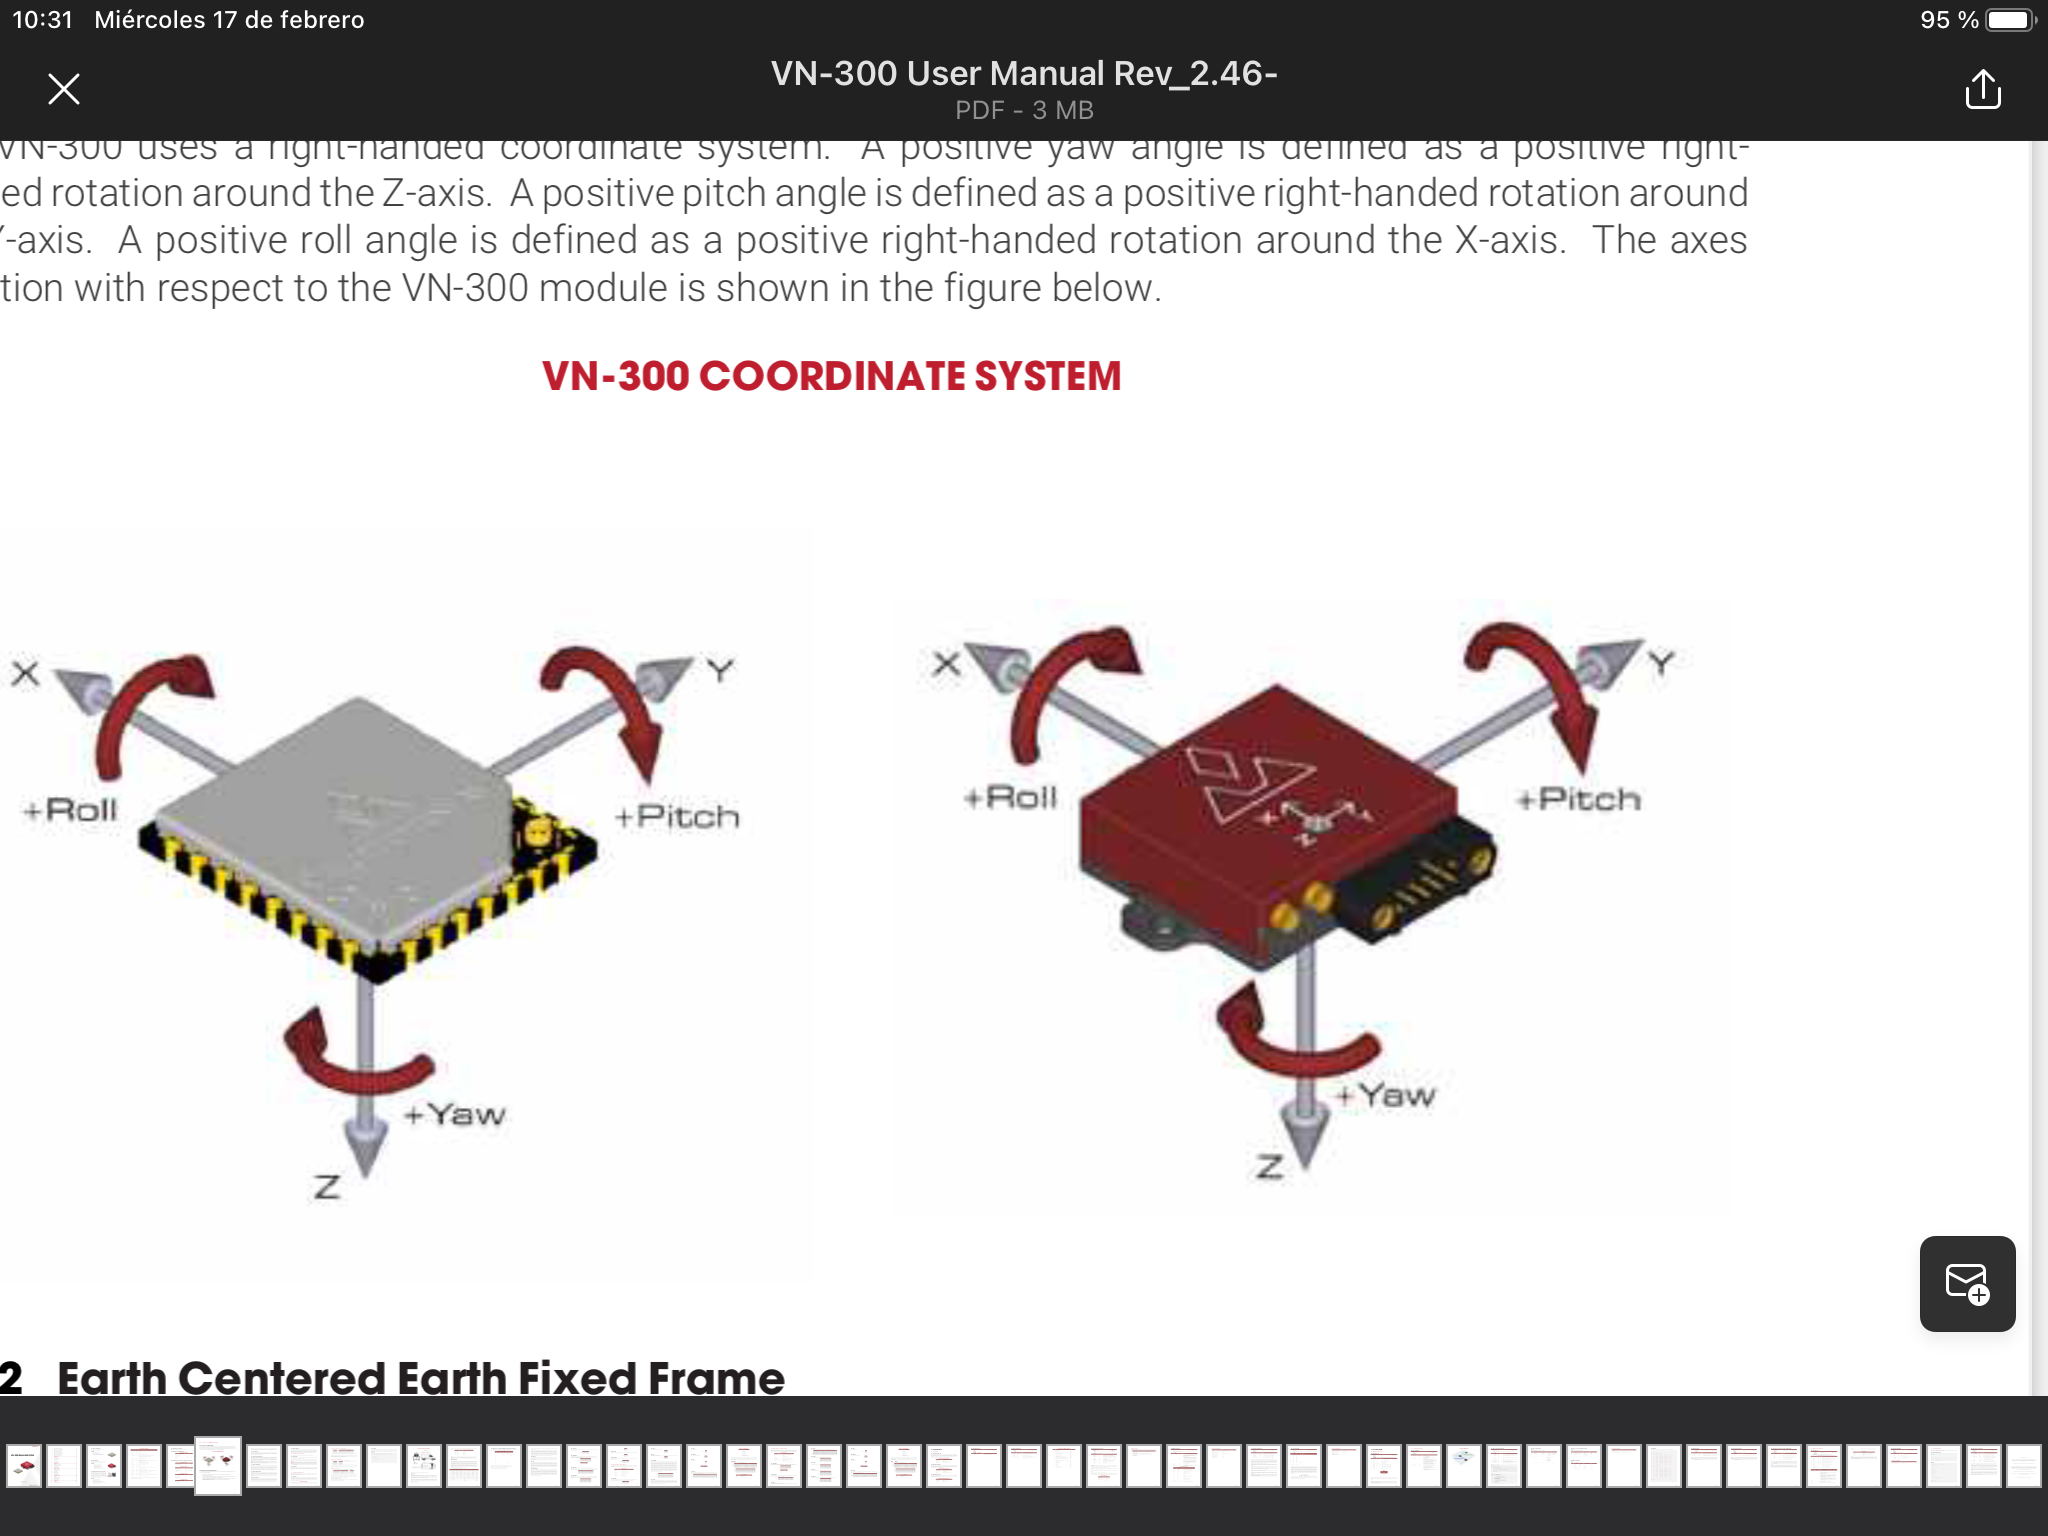 10:31 Miércoles 17 de febrero 95 %
VN-300 User Manual Rev_2.46-
PDF - 3 MB
VN-300 uses a right-handed coordinate system. A positive yaw angle is defined as a positive right-
ed rotation around the Z-axis. A positive pitch angle is defined as a positive right-handed rotation around
-axis. A positive roll angle is defined as a positive right-handed rotation around the X-axis. The axes
tion with respect to the VN-300 module is shown in the figure below.
VN-300 COORDINATE SYSTEM
X Y X Y
+Roll +Pitch +Roll +Pitch
X Y
Z
+Yaw +Yaw
Z Z
2 Earth Centered Earth Fixed Frame